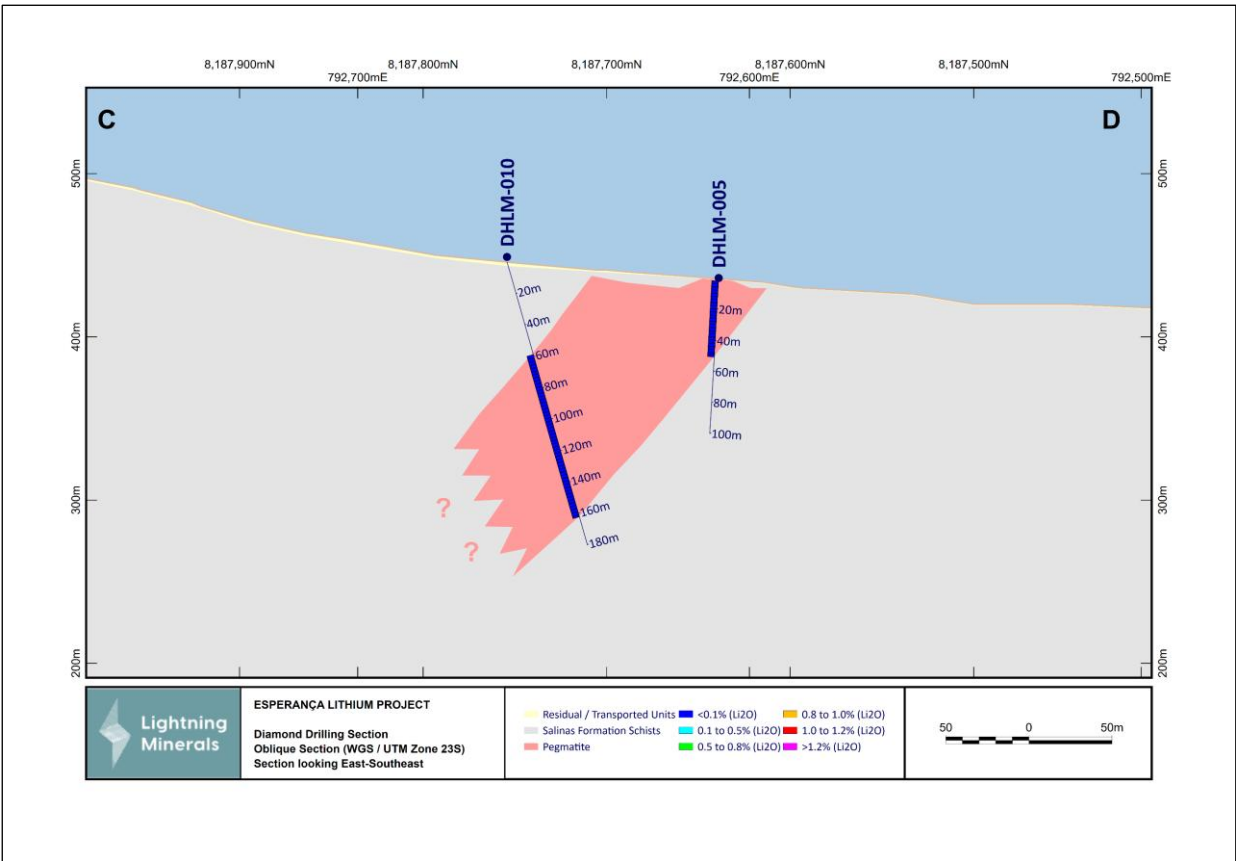 8,187,900mN
8,187,800mN
8,187,700mN
8,187,600mN
8,187,500mN
792,700mE
792,600mE
792,500mE
C
D
500m
400m
300m
200m
500m
400m
300m
200m
DHLM-010
20m
40m
60m
80m
100m
120m
140m
160m
180m
DHLM-005
20m
40m
60m
80m
100m
?
?
Lightning
Minerals
ESPERANÇA LITHIUM PROJECT
Diamond Drilling Section
Oblique Section (WGS / UTM Zone 23S)
Section looking East-Southeast
Residual / Transported Units
Salinas Formation Schists
Pegmatite
<0.1% (Li2O)
0.1 to 0.5% (Li2O)
0.5 to 0.8% (Li2O)
0.8 to 1.0% (Li2O)
1.0 to 1.2% (Li2O)
>1.2% (Li2O)
50 0 50m